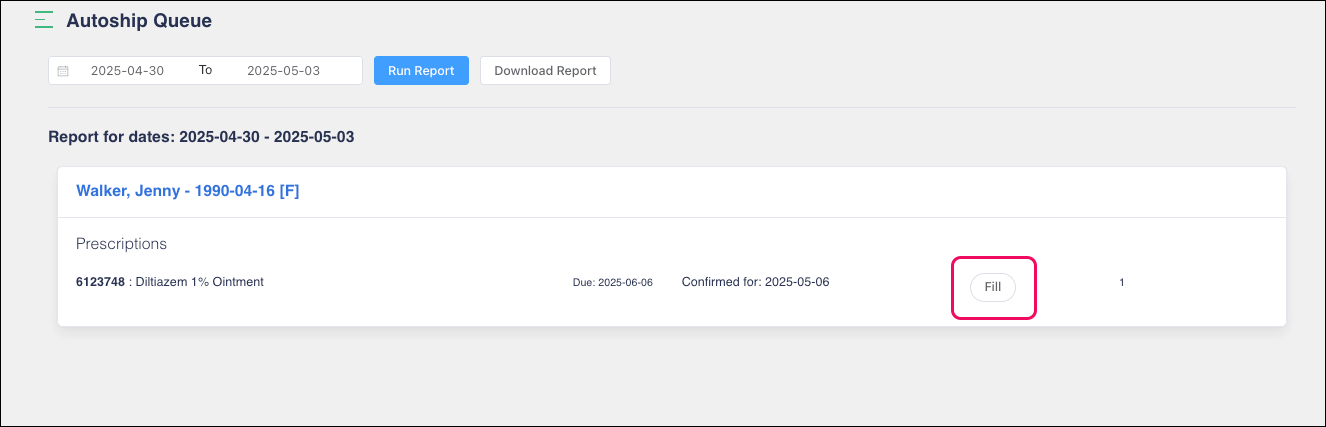 Autoship Queue
2025-04-30 To 2025-05-03 Run Report Download Report
Report for dates: 2025-04-30 - 2025-05-03
Walker, Jenny - 1990-04-16 [F]
Prescriptions
6123748 : Diltiazem 1% Ointment Due: 2025-06-06 Confirmed for: 2025-05-06 Fill 1